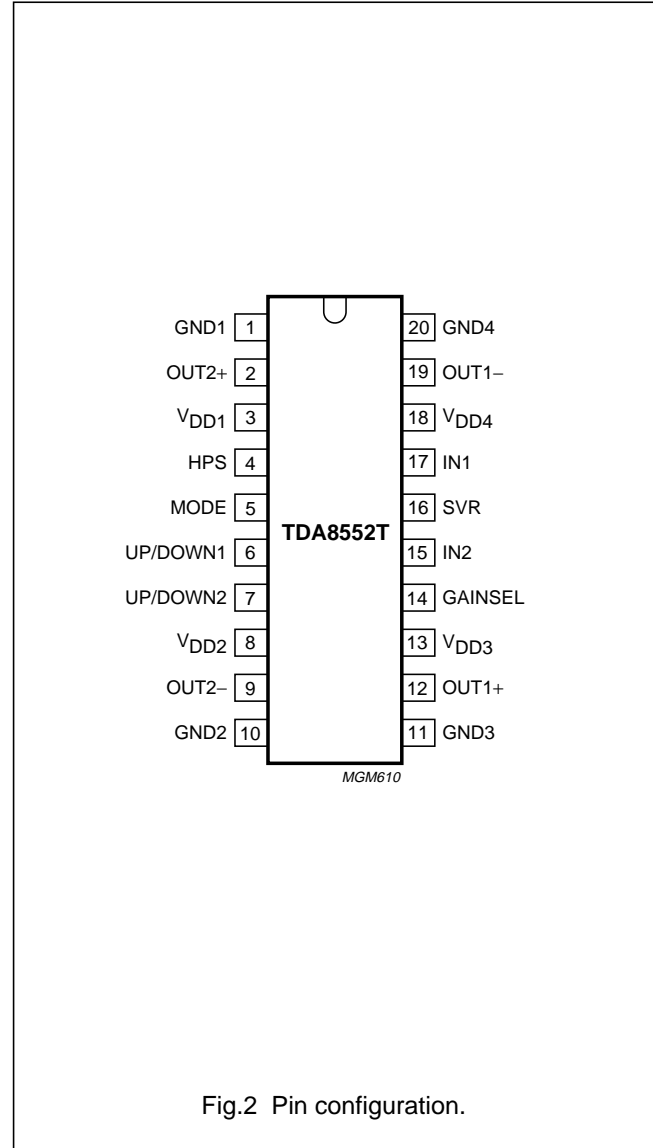 GND1 1
OUT2+ 2
VDD1 3
HPS 4
MODE 5
UP/DOWN1 6
UP/DOWN2 7
VDD2 8
OUT2− 9
GND2 10
TDA8552T
20 GND4
19 OUT1−
18 VDD4
17 IN1
16 SVR
15 IN2
14 GAINSEL
13 VDD3
12 OUT1+
11 GND3
MGM610
Fig.2 Pin configuration.